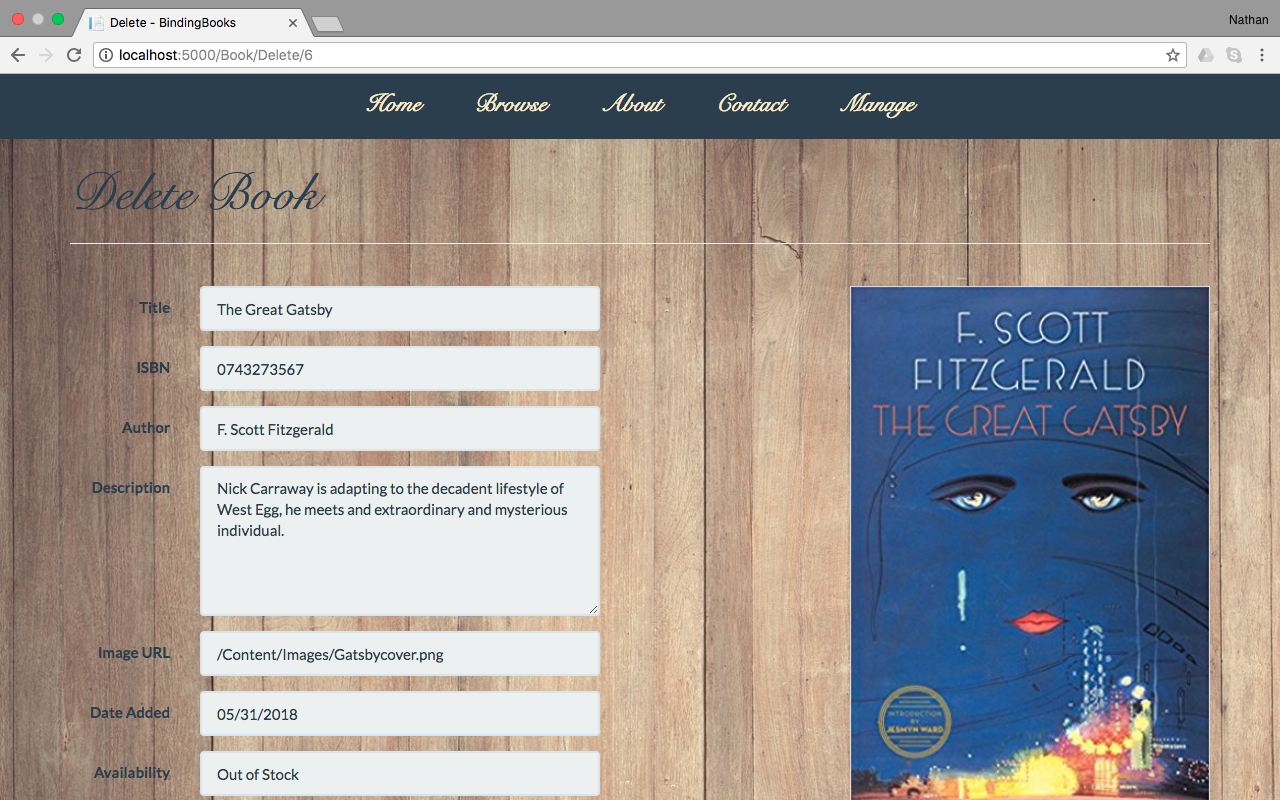 Delete - BindingBooks
Nathan
localhost:5000/Book/Delete/6
Home Browse About Contact Manage
Delete Book
Title The Great Gatsby
ISBN 0743273567
Author F. Scott Fitzgerald
Description Nick Carraway is adapting to the decadent lifestyle of
West Egg, he meets and extraordinary and mysterious
individual.
Image URL /Content/Images/Gatsbycover.png
Date Added 05/31/2018
Availability Out of Stock
F. SCOTT
FITZGERALD
THE GREAT GATSBY
INTRODUCTION
BY
JESMYN WARD